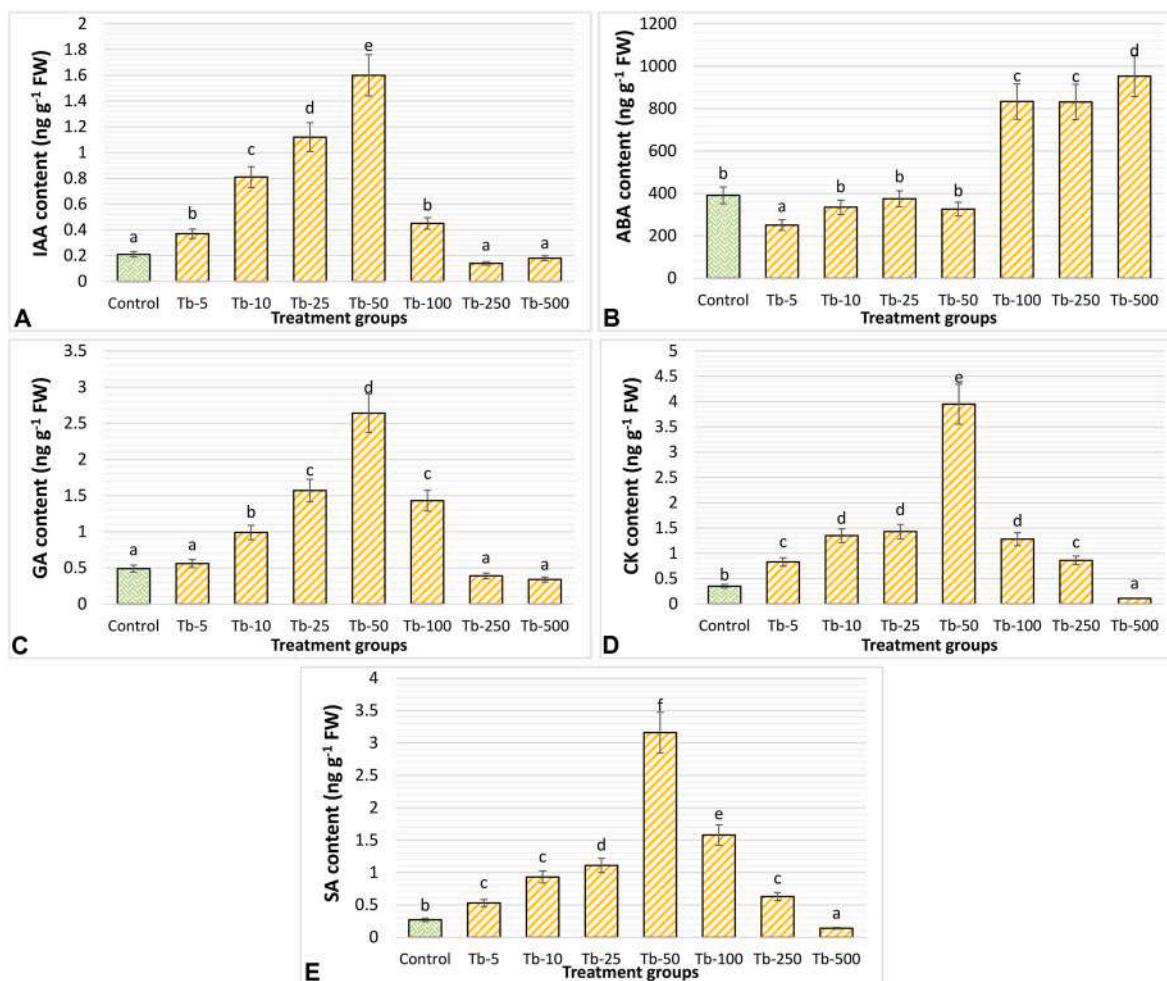 2
1.8
1.6
1.4
1.2
1
0.8
0.6
0.4
0.2
0
IAA content (ng g⁻¹ FW)
a b c d e b a a
Control Tb-5 Tb-10 Tb-25 Tb-50 Tb-100 Tb-250 Tb-500
Treatment groups
A
1200
1000
800
600
400
200
0
ABA content (ng g⁻¹ FW)
b a b b b c c d
Control Tb-5 Tb-10 Tb-25 Tb-50 Tb-100 Tb-250 Tb-500
Treatment groups
B
3.5
3
2.5
2
1.5
1
0.5
0
GA content (ng g⁻¹ FW)
a a b c d c a a
Control Tb-5 Tb-10 Tb-25 Tb-50 Tb-100 Tb-250 Tb-500
Treatment groups
C
5
4.5
4
3.5
3
2.5
2
1.5
1
0.5
0
CK content (ng g⁻¹ FW)
b c d d e d c a
Control Tb-5 Tb-10 Tb-25 Tb-50 Tb-100 Tb-250 Tb-500
Treatment groups
D
4
3.5
3
2.5
2
1.5
1
0.5
0
SA content (ng g⁻¹ FW)
b c c d f e c a
Control Tb-5 Tb-10 Tb-25 Tb-50 Tb-100 Tb-250 Tb-500
Treatment groups
E